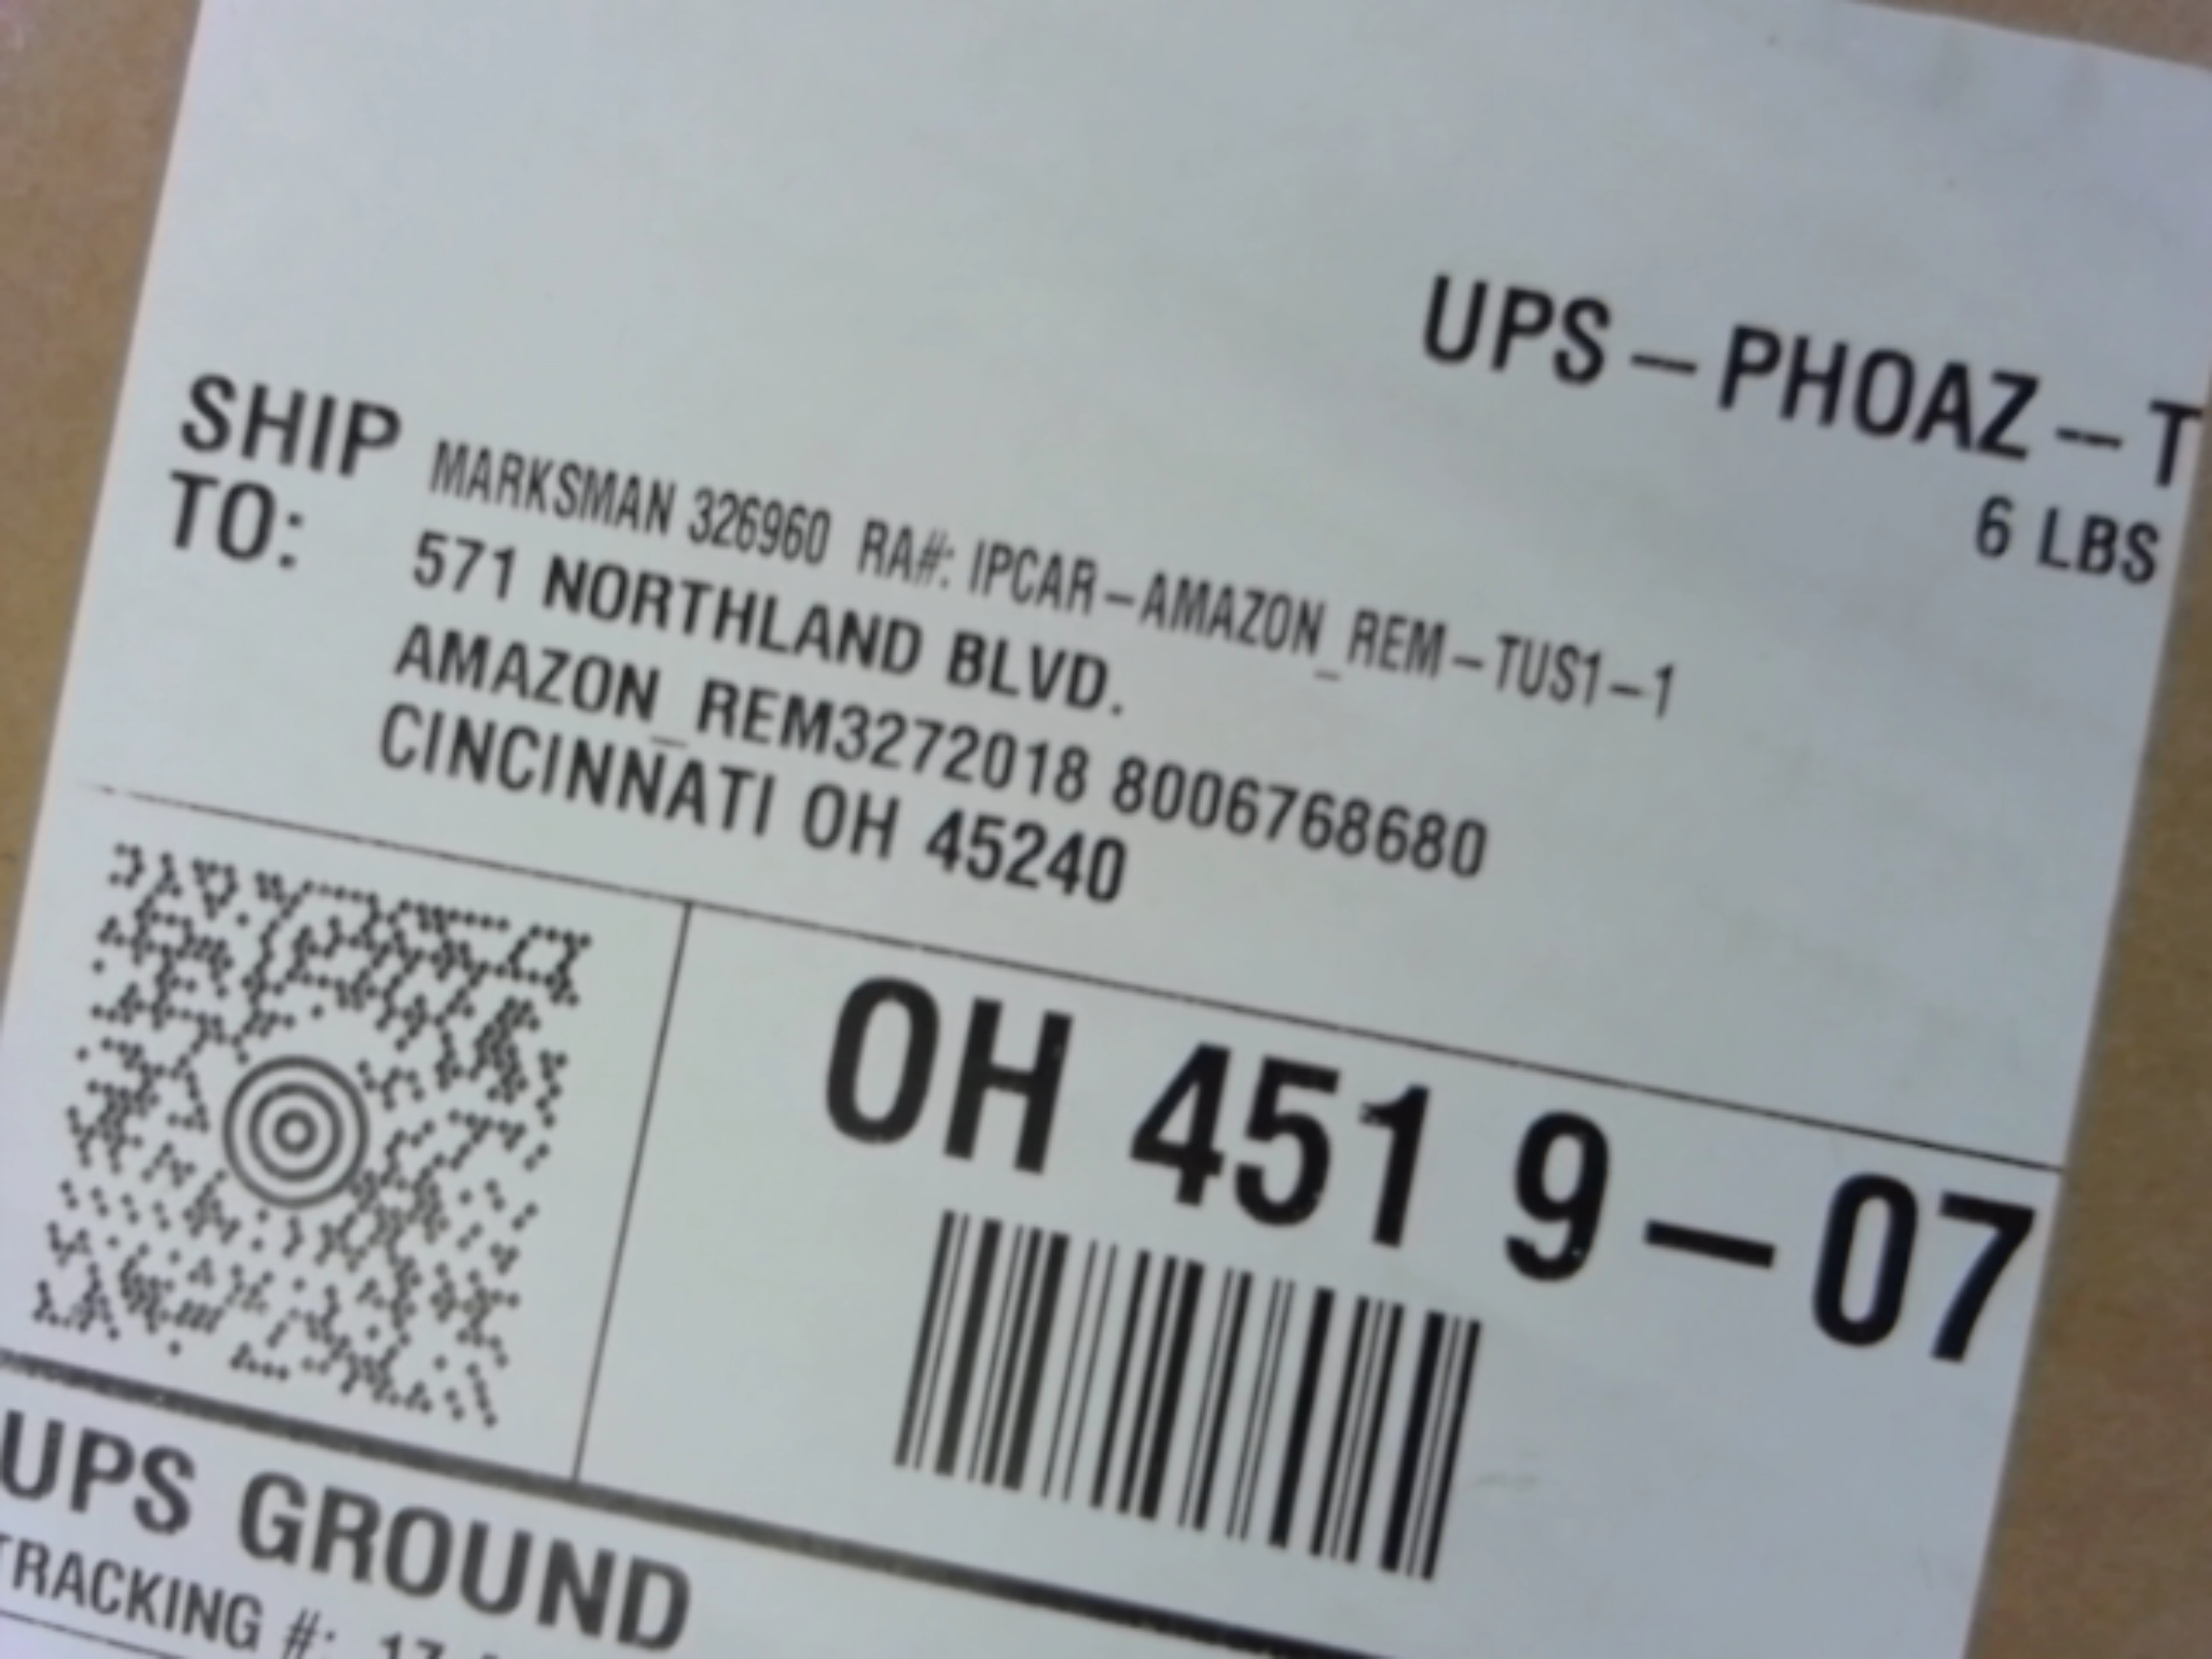 UPS – PHOAZ – T
6 LBS
SHIP TO:
MARKSMAN 326960 RA#: IPCAR–AMAZON_REM–TUS1–1
571 NORTHLAND BLVD.
AMAZON_REM3272018 8006768680
CINCINNATI OH 45240
OH 451 9–07
UPS GROUND
TRACKING #: